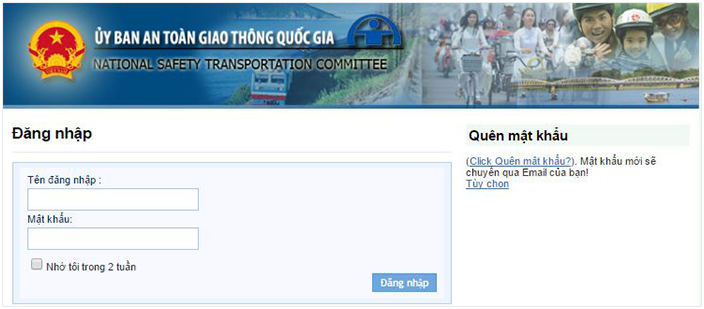 ỦY BAN AN TOÀN GIAO THÔNG QUỐC GIA
NATIONAL SAFETY TRANSPORTATION COMMITTEE
Đăng nhập
Tên đăng nhập :
Mật khẩu:
Nhớ tôi trong 2 tuần
Đăng nhập
Quên mật khẩu
(Click Quên mật khẩu?). Mật khẩu mới sẽ
chuyển qua Email của bạn!
Tùy chọn